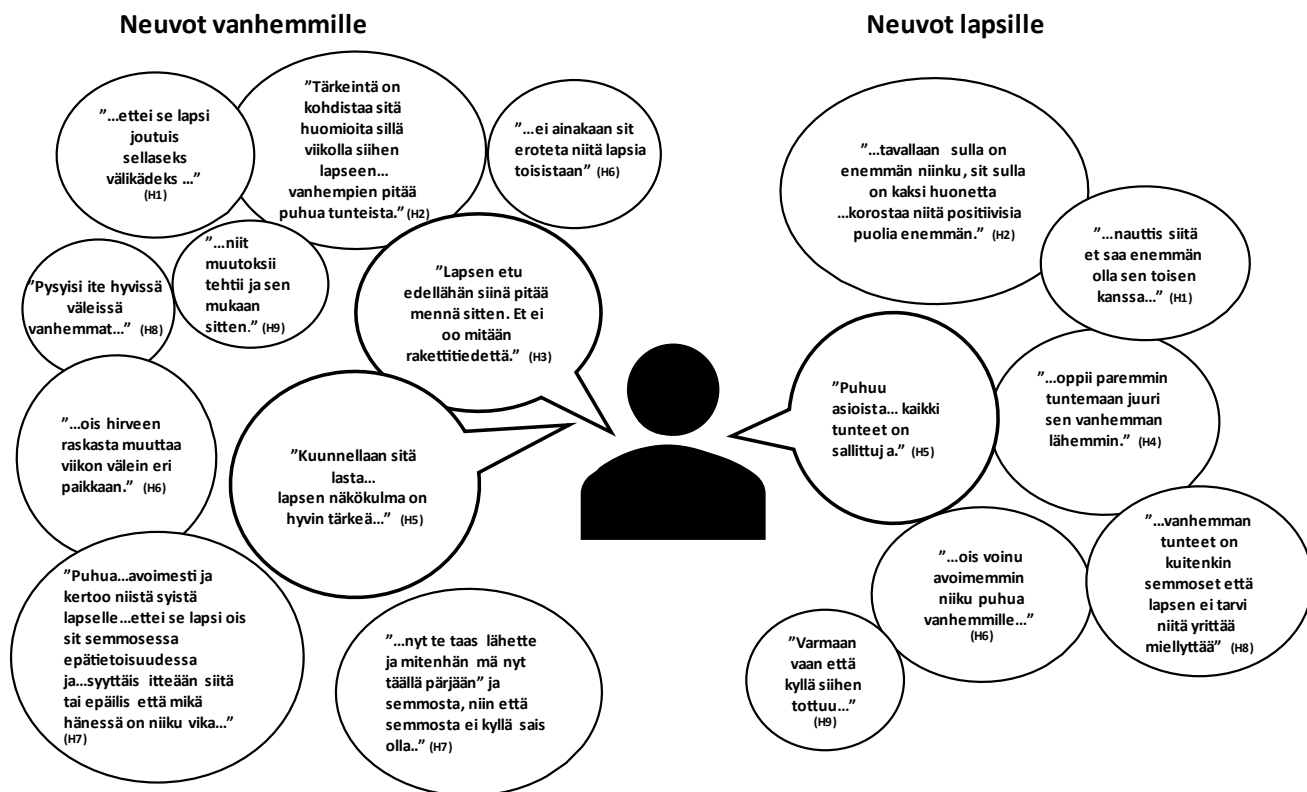 Neuvot vanhemmille
”...ettei se lapsi
joutuis
sellaseks
välikädeks ...”
(H1)
”Tärkeintä on
kohdistaa sitä
huomioita sillä
viikolla siihen
lapseen...
vanhempien pitää
puhua tunteista.” (H2)
”...ei ainakaan sit
eroteta niitä lapsia
toisistaan” (H6)
”Pysyisi ite hyvissä
väleissä
vanhemmat...” (H8)
”...niit
muutoksii
tehtii ja sen
mukaan
sitten.” (H9)
”Lapsen etu
edellähän siinä pitää
mennä sitten. Et ei
oo mitään
rakettitiedettä.” (H3)
”...ois hirveen
raskasta muuttaa
viikon välein eri
paikkaan.” (H6)
”Kuunnellaan sitä
lasta...
lapsen näkökulma on
hyvin tärkeä...” (H5)
”Puhua...avoimesti ja
kertoo niistä syistä
lapselle...ettei se lapsi ois
sit semmosessa
epätietoisuudessa
ja...syyttäis itteään siitä
tai epäilis että mikä
hänessä on niiku vika...”
(H7)
”...nyt te taas lähette
ja mitenhän mä nyt
täällä pärjään” ja
semmosta, niin että
semmosta ei kyllä sais
olla..” (H7)
Neuvot lapsille
”...tavallaan sulla on
enemmän niinku, sit sulla
on kaksi huonetta
...korostaa niitä positiivisia
puolia enemmän.” (H2)
”...nauttis siitä
et saa enemmän
olla sen toisen
kanssa...” (H1)
”Puhuu
asioista... kaikki
tunteet on
sallittuja.” (H5)
”...oppii paremmin
tuntemaan juuri
sen vanhemman
lähemmin.” (H4)
”...ois voinu
avoimemmin
niiku puhua
vanhemmille...”
(H6)
”...vanhemman
tunteet on
kuitenkin
semmoset että
lapsen ei tarvi
niitä yrittää
miellyttää” (H8)
”Varmaan
vaan että
kyllä siihen
tottuu...”
(H9)